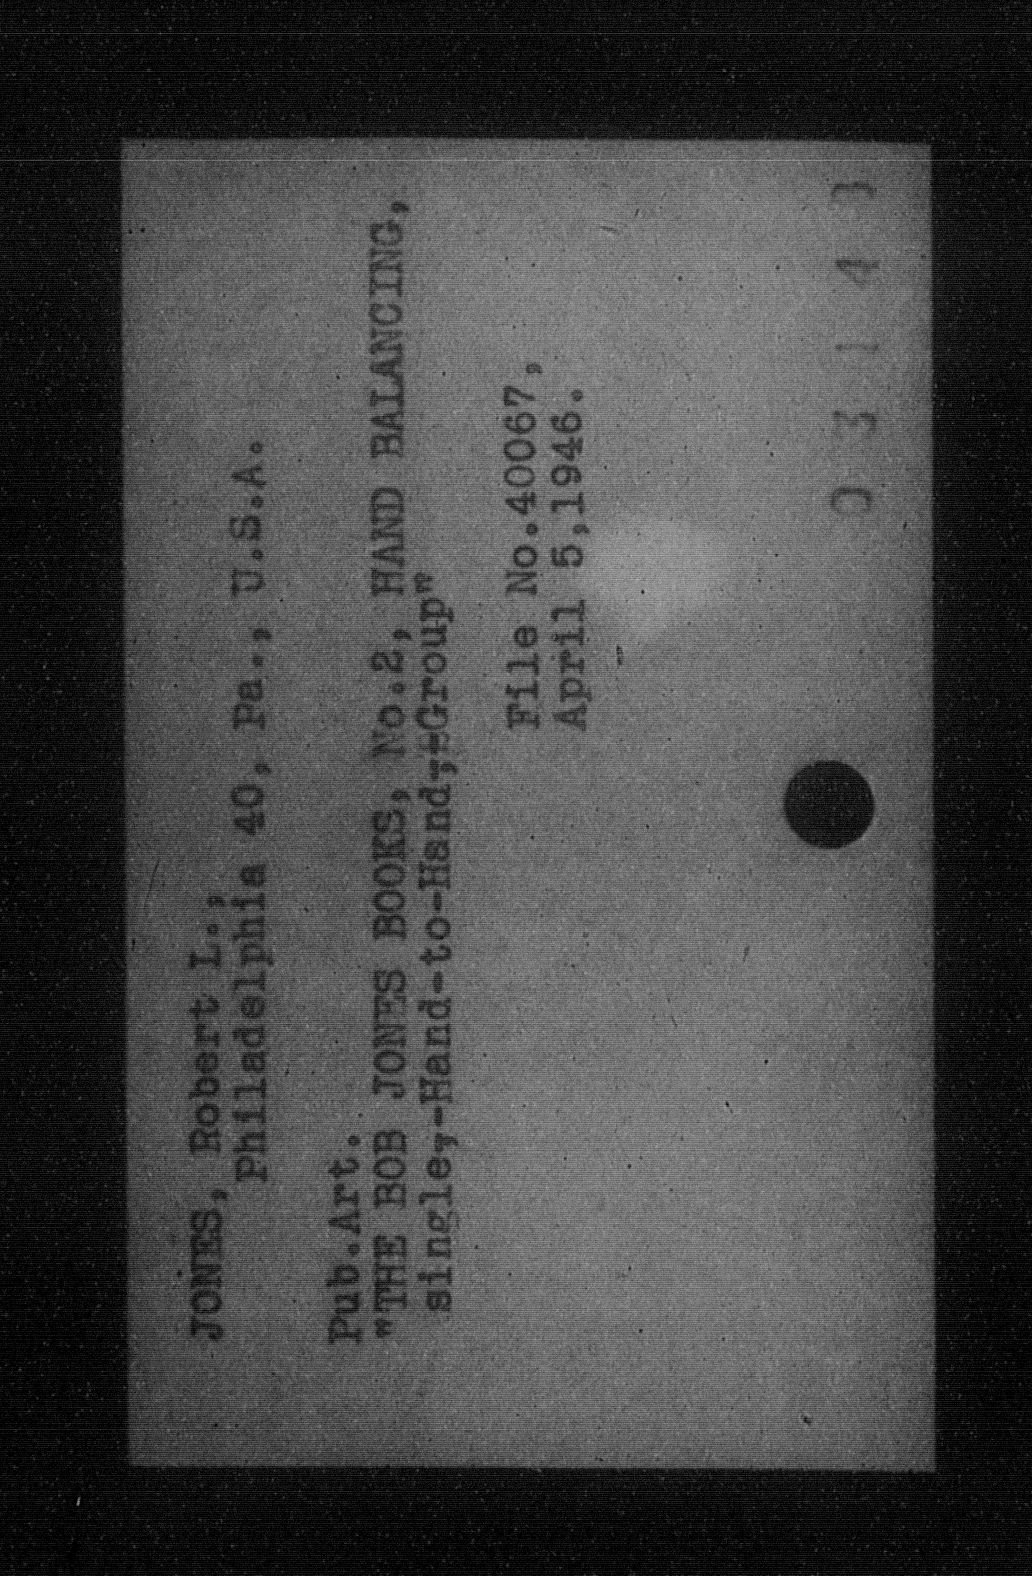 JONES, Robert L.,
Philadelphia 40, Pa., U.S.A.
Pub.Art.
"THE BOB JONES BOOKS, No.2, HAND BALANCING,
single,-Hand-to-Hand,-Group"
File No.40067,
April 5,1946.
03143